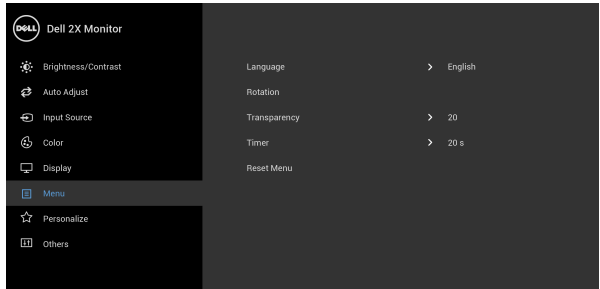 DELL Dell 2X Monitor
Brightness/Contrast
Language > English
Auto Adjust
Rotation
Input Source
Transparency > 20
Color
Timer > 20 s
Display
Reset Menu
Menu
Personalize
Others